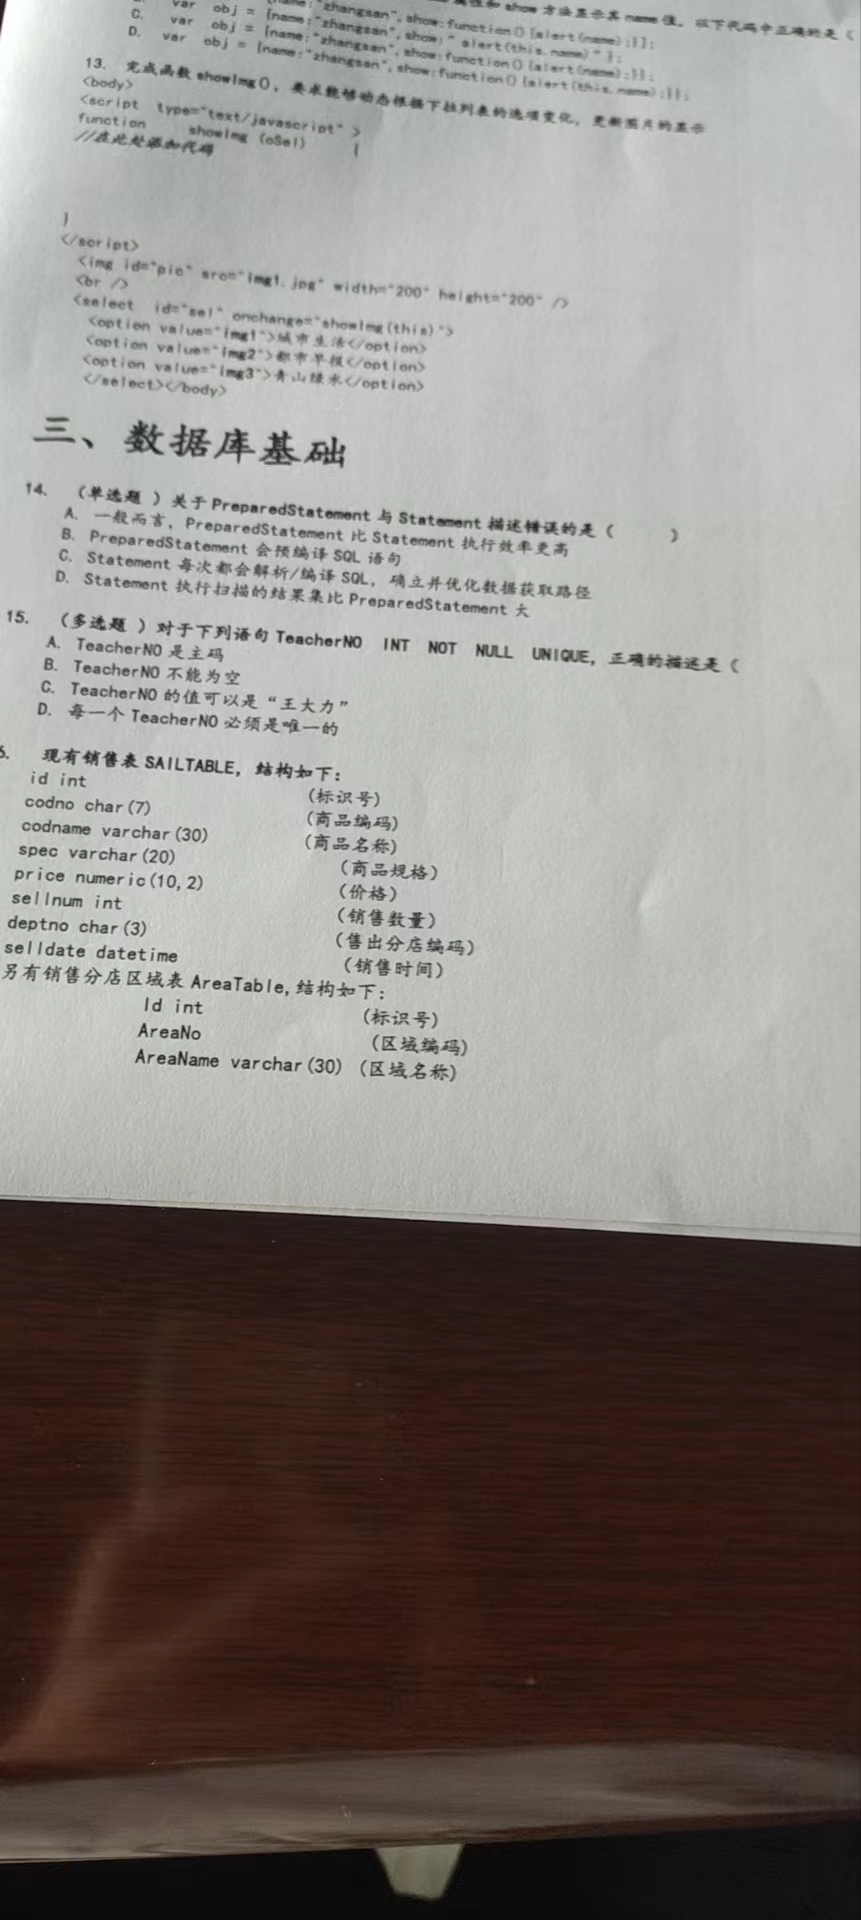 属性和 show 方法显示其 name 值，以下代码中正确的是（
var obj = {name:"zhangsan",show:function(){alert(name);}};
C. var obj = {name:"zhangsan",show:"alert(this.name)"};
D. var obj = {name:"zhangsan",show:function(){alert(name);}};
var obj = {name:"zhangsan",show:function(){alert(this.name);}};
13. 完成函数 showImg()，要求能够动态根据下拉列表的选项变化，更新图片的显示
<body>
<script type="text/javascript" >
function showImg (oSel) {
//在此处添加代码
}
</script>
<img id="pic" src="img1.jpg" width="200" height="200" />
<br />
<select id="sel" onchange="showImg(this)">
<option value="img1">城市生活</option>
<option value="img2">都市早报</option>
<option value="img3">青山绿水</option>
</select></body>
三、数据库基础
14. （单选题 ）关于 PreparedStatement 与 Statement 描述错误的是（ ）
A. 一般而言，PreparedStatement 比 Statement 执行效率更高
B. PreparedStatement 会预编译 SQL 语句
C. Statement 每次都会解析/编译 SQL，确立并优化数据获取路径
D. Statement 执行扫描的结果集比 PreparedStatement 大
15. （多选题 ）对于下列语句 TeacherNO INT NOT NULL UNIQUE，正确的描述是（
A. TeacherNO 是主码
B. TeacherNO 不能为空
C. TeacherNO 的值可以是“王大力”
D. 每一个 TeacherNO 必须是唯一的
6. 现有销售表 SAILTABLE，结构如下：
id int （标识号）
codno char(7) （商品编码）
codname varchar(30) （商品名称）
spec varchar(20) （商品规格）
price numeric(10,2) （价格）
sellnum int （销售数量）
deptno char(3) （售出分店编码）
selldate datetime （销售时间）
另有销售分店区域表 AreaTable,结构如下：
Id int （标识号）
AreaNo （区域编码）
AreaName varchar(30) （区域名称）